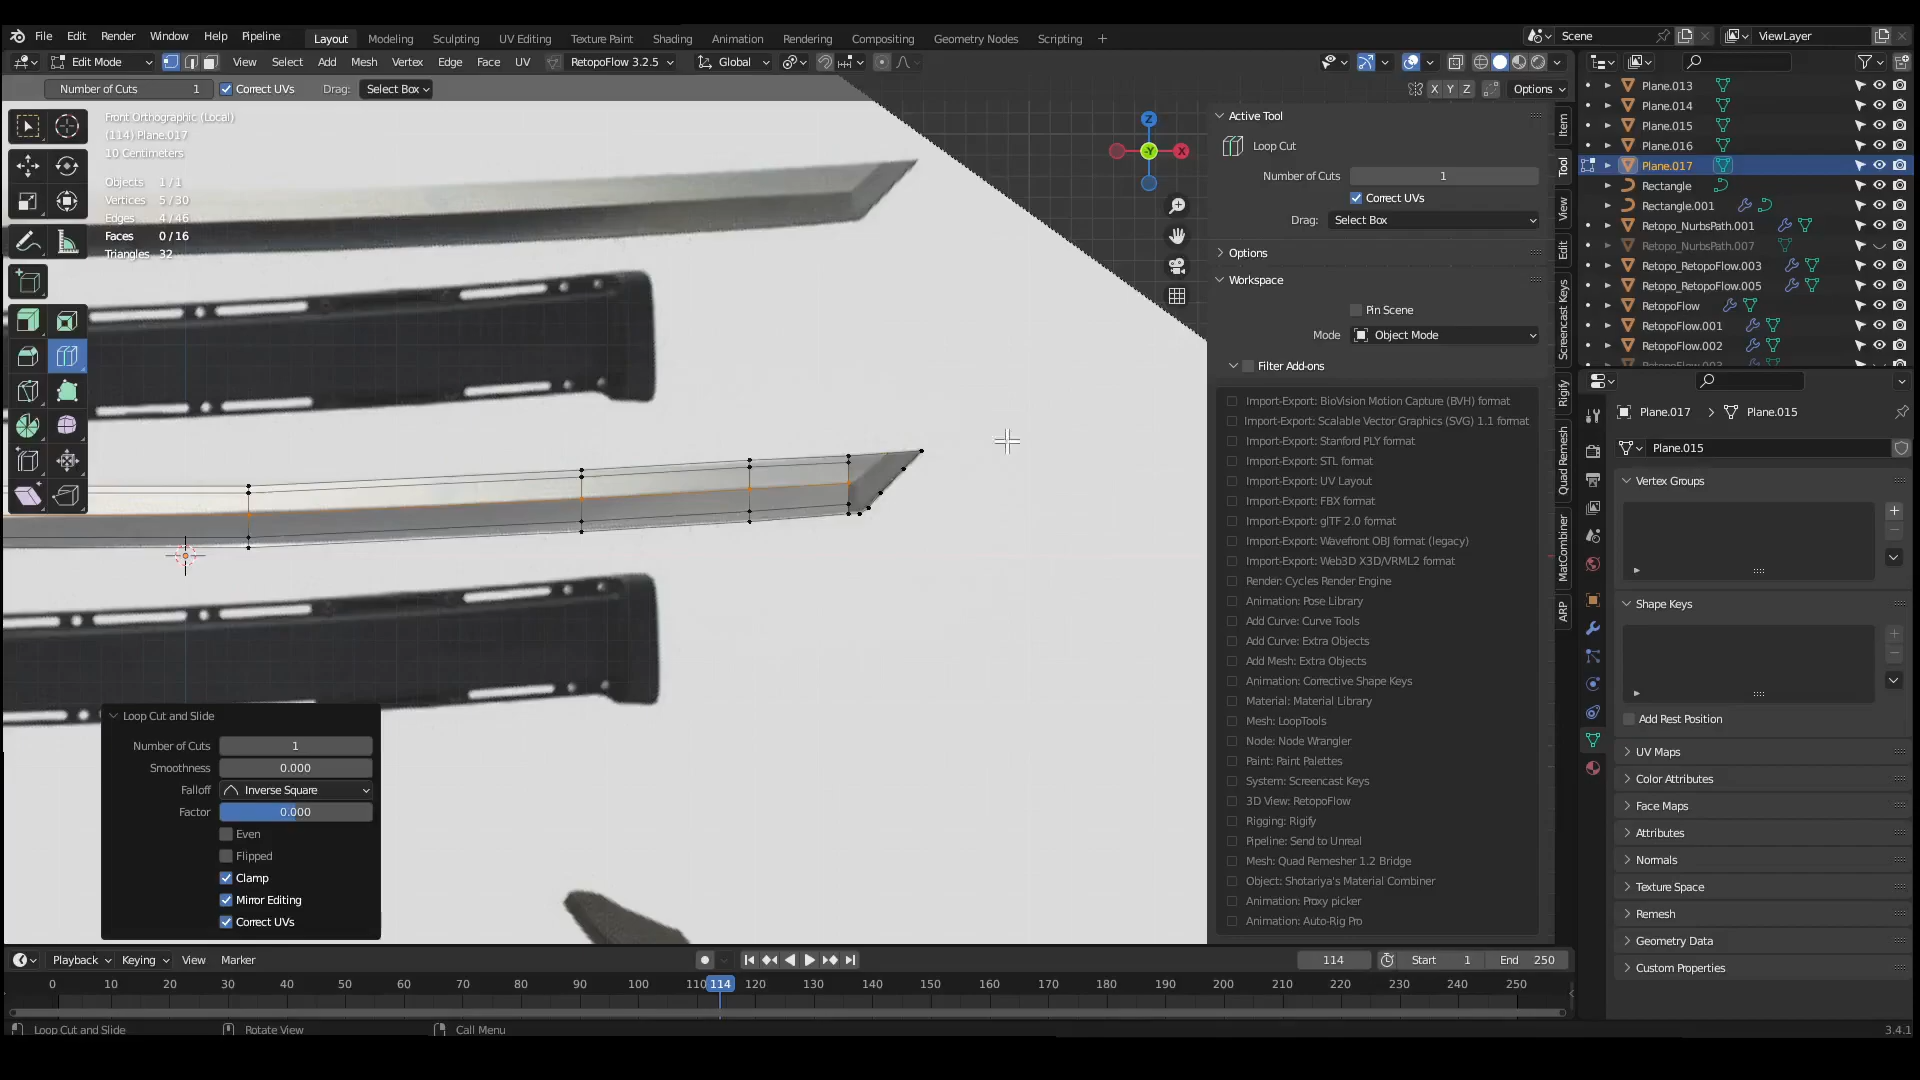 File Edit Render Window Help Pipeline Layout Modeling Sculpting UV Editing Texture Paint Shading Animation Rendering Compositing Geometry Nodes Scripting + Scene ViewLayer
Edit Mode View Select Add Mesh Vertex Edge Face UV RetopoFlow 3.2.5 Global
Number of Cuts 1 Correct UVs Drag: Select Box X Y Z Options
Front Orthographic (Local)
(114) Plane.017
10 Centimeters
Objects 1 / 1
Vertices 5 / 30
Edges 4 / 46
Faces 0 / 16
Triangles 32
Z
-Y
X
Active Tool
Loop Cut
Number of Cuts 1
Correct UVs
Drag: Select Box
Options
Workspace
Pin Scene
Mode Object Mode
Filter Add-ons
Import-Export: BioVision Motion Capture (BVH) format
Import-Export: Scalable Vector Graphics (SVG) 1.1 format
Import-Export: Stanford PLY format
Import-Export: STL format
Import-Export: UV Layout
Import-Export: FBX format
Import-Export: glTF 2.0 format
Import-Export: Wavefront OBJ format (legacy)
Import-Export: Web3D X3D/VRML2 format
Render: Cycles Render Engine
Animation: Pose Library
Add Curve: Curve Tools
Add Curve: Extra Objects
Add Mesh: Extra Objects
Animation: Corrective Shape Keys
Material: Material Library
Mesh: LoopTools
Node: Node Wrangler
Paint: Paint Palettes
System: Screencast Keys
3D View: RetopoFlow
Rigging: Rigify
Pipeline: Send to Unreal
Mesh: Quad Remesher 1.2 Bridge
Object: Shotariya's Material Combiner
Animation: Proxy picker
Animation: Auto-Rig Pro
Item
Tool
View
Edit
Screencast Keys
Rigify
Quad Remesh
MatCombiner
ARP
Plane.013
Plane.014
Plane.015
Plane.016
Plane.017
Rectangle
Rectangle.001
Retopo_NurbsPath.001
Retopo_NurbsPath.007
Retopo_RetopoFlow.003
Retopo_RetopoFlow.005
RetopoFlow
RetopoFlow.001
RetopoFlow.002
Plane.017 > Plane.015
Plane.015
Vertex Groups
Shape Keys
Add Rest Position
UV Maps
Color Attributes
Face Maps
Attributes
Normals
Texture Space
Remesh
Geometry Data
Custom Properties
Loop Cut and Slide
Number of Cuts 1
Smoothness 0.000
Falloff Inverse Square
Factor 0.000
Even
Flipped
Clamp
Mirror Editing
Correct UVs
Playback Keying View Marker 114 Start 1 End 250
0 10 20 30 40 50 60 70 80 90 100 110 114 120 130 140 150 160 170 180 190 200 210 220 230 240 250
Loop Cut and Slide Rotate View Call Menu 3.4.1